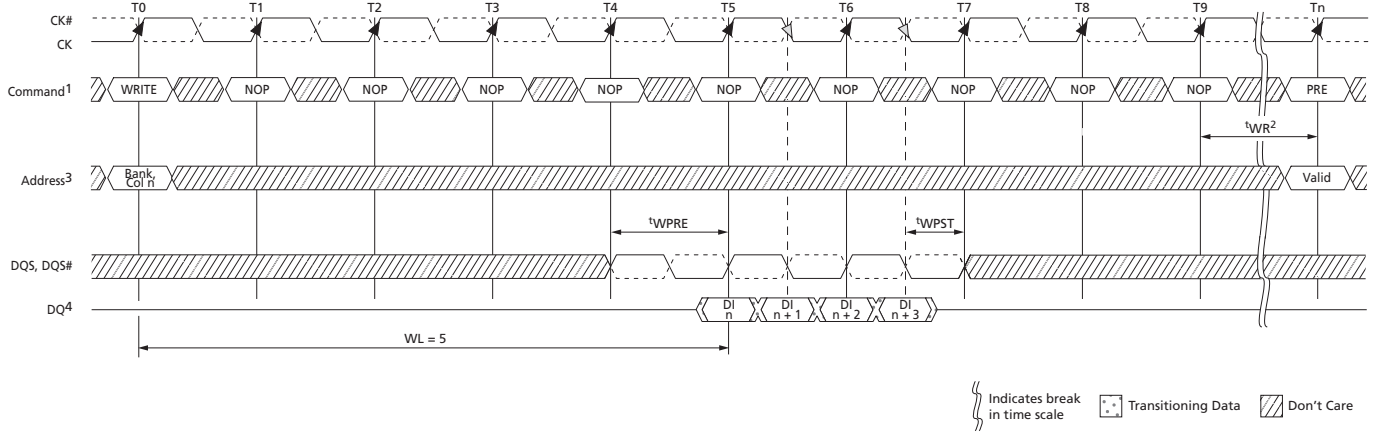 T0 T1 T2 T3 T4 T5 T6 T7 T8 T9 Tn
CK#
CK
Command1 WRITE NOP NOP NOP NOP NOP NOP NOP NOP NOP PRE
tWR2
Address3 Bank, Col n Valid
tWPRE tWPST
DQS, DQS#
DQ4 DI n DI n + 1 DI n + 2 DI n + 3
WL = 5
Indicates break
in time scale
Transitioning Data
Don't Care